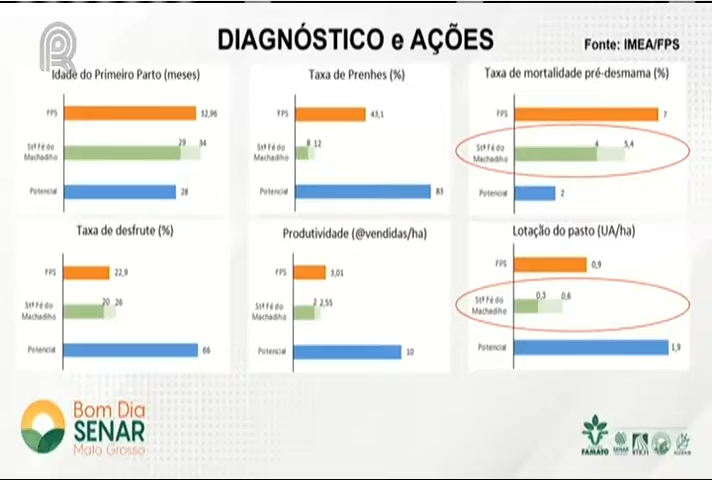 DIAGNÓSTICO e AÇÕES
Fonte: IMEA/FPS
Idade do Primeiro Parto (meses)
FPS
32,96
Stª Fé do
Machadinho
29
34
Potencial
28
Taxa de Prenhes (%)
FPS
43,1
Stª Fé do
Machadinho
8 12
Potencial
83
Taxa de mortalidade pré-desmama (%)
FPS
7
Stª Fé do
Machadinho
4
5,4
Potencial
2
Taxa de desfrute (%)
FPS
22,9
Stª Fé do
Machadinho
20 26
Potencial
66
Produtividade (@vendidas/ha)
FPS
3,01
Stª Fé do
Machadinho
2 2,55
Potencial
10
Lotação do pasto (UA/ha)
FPS
0,9
Stª Fé do
Machadinho
0,3
0,6
Potencial
1,9
Bom Dia
SENAR
Mato Grosso
FAMATO
SENAR